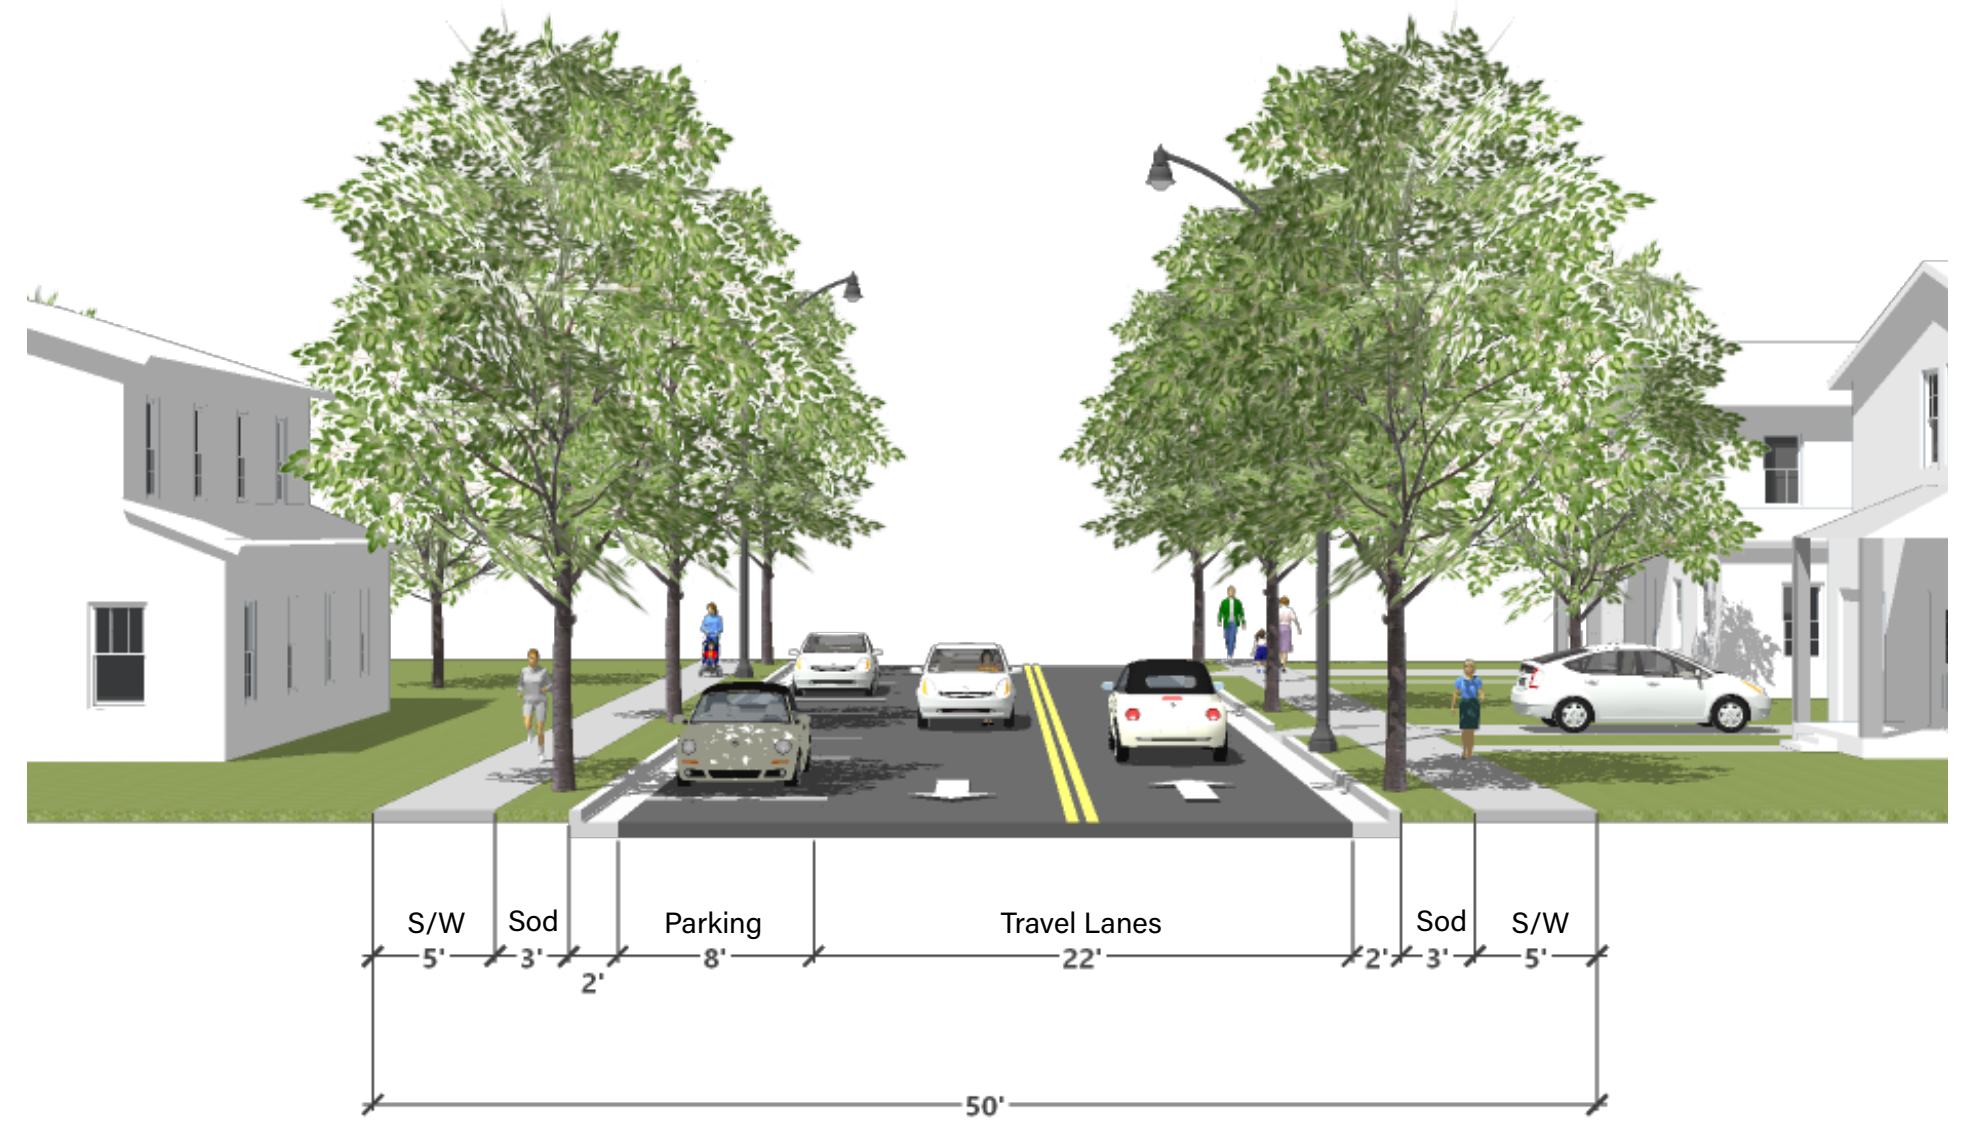 S/W Sod Parking Travel Lanes Sod S/W
5' 3' 2' 8' 22' 2' 3' 5'
50'